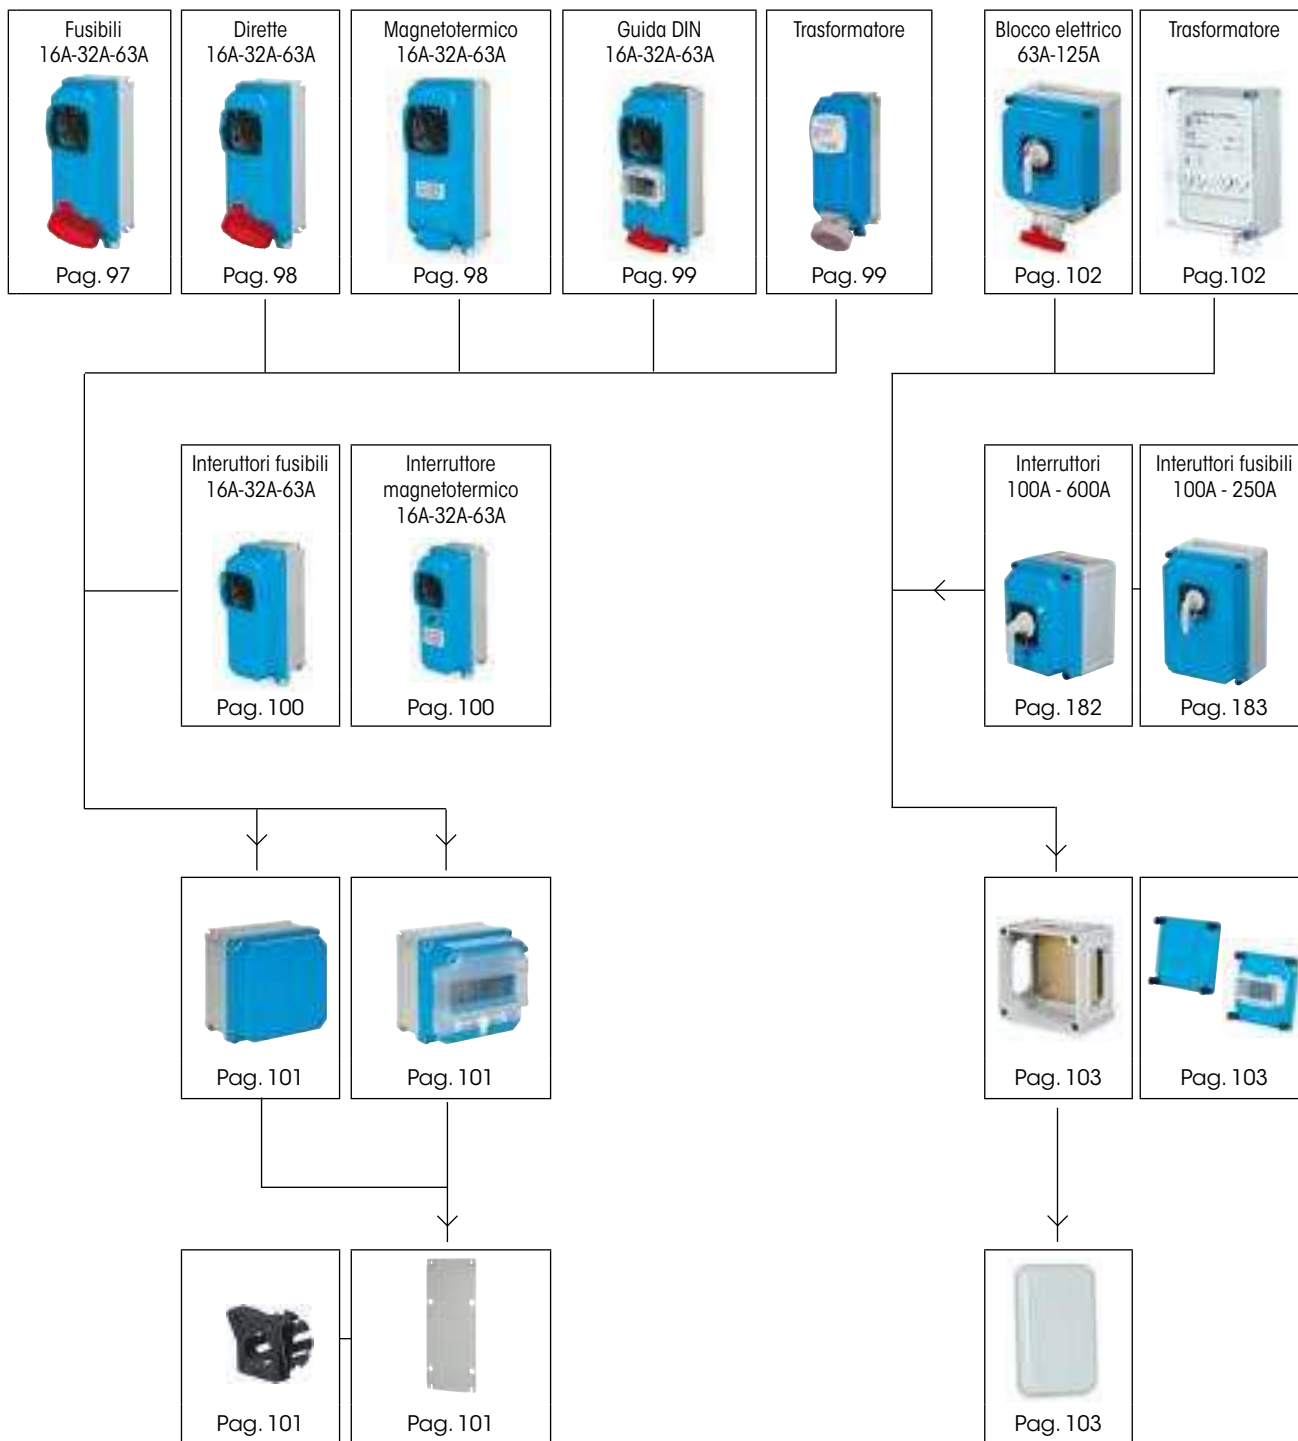 Fusibili
16A-32A-63A
Pag. 97
Dirette
16A-32A-63A
Pag. 98
Magnetotermico
16A-32A-63A
Pag. 98
Guida DIN
16A-32A-63A
Pag. 99
Trasformatore
Pag. 99
Blocco elettrico
63A-125A
Pag. 102
Trasformatore
Pag.102
Interuttori fusibili
16A-32A-63A
Pag. 100
Interruttore
magnetotermico
16A-32A-63A
Pag. 100
Interruttori
100A - 600A
Pag. 182
Interuttori fusibili
100A - 250A
Pag. 183
Pag. 101
Pag. 101
Pag. 103
Pag. 103
Pag. 101
Pag. 101
Pag. 103